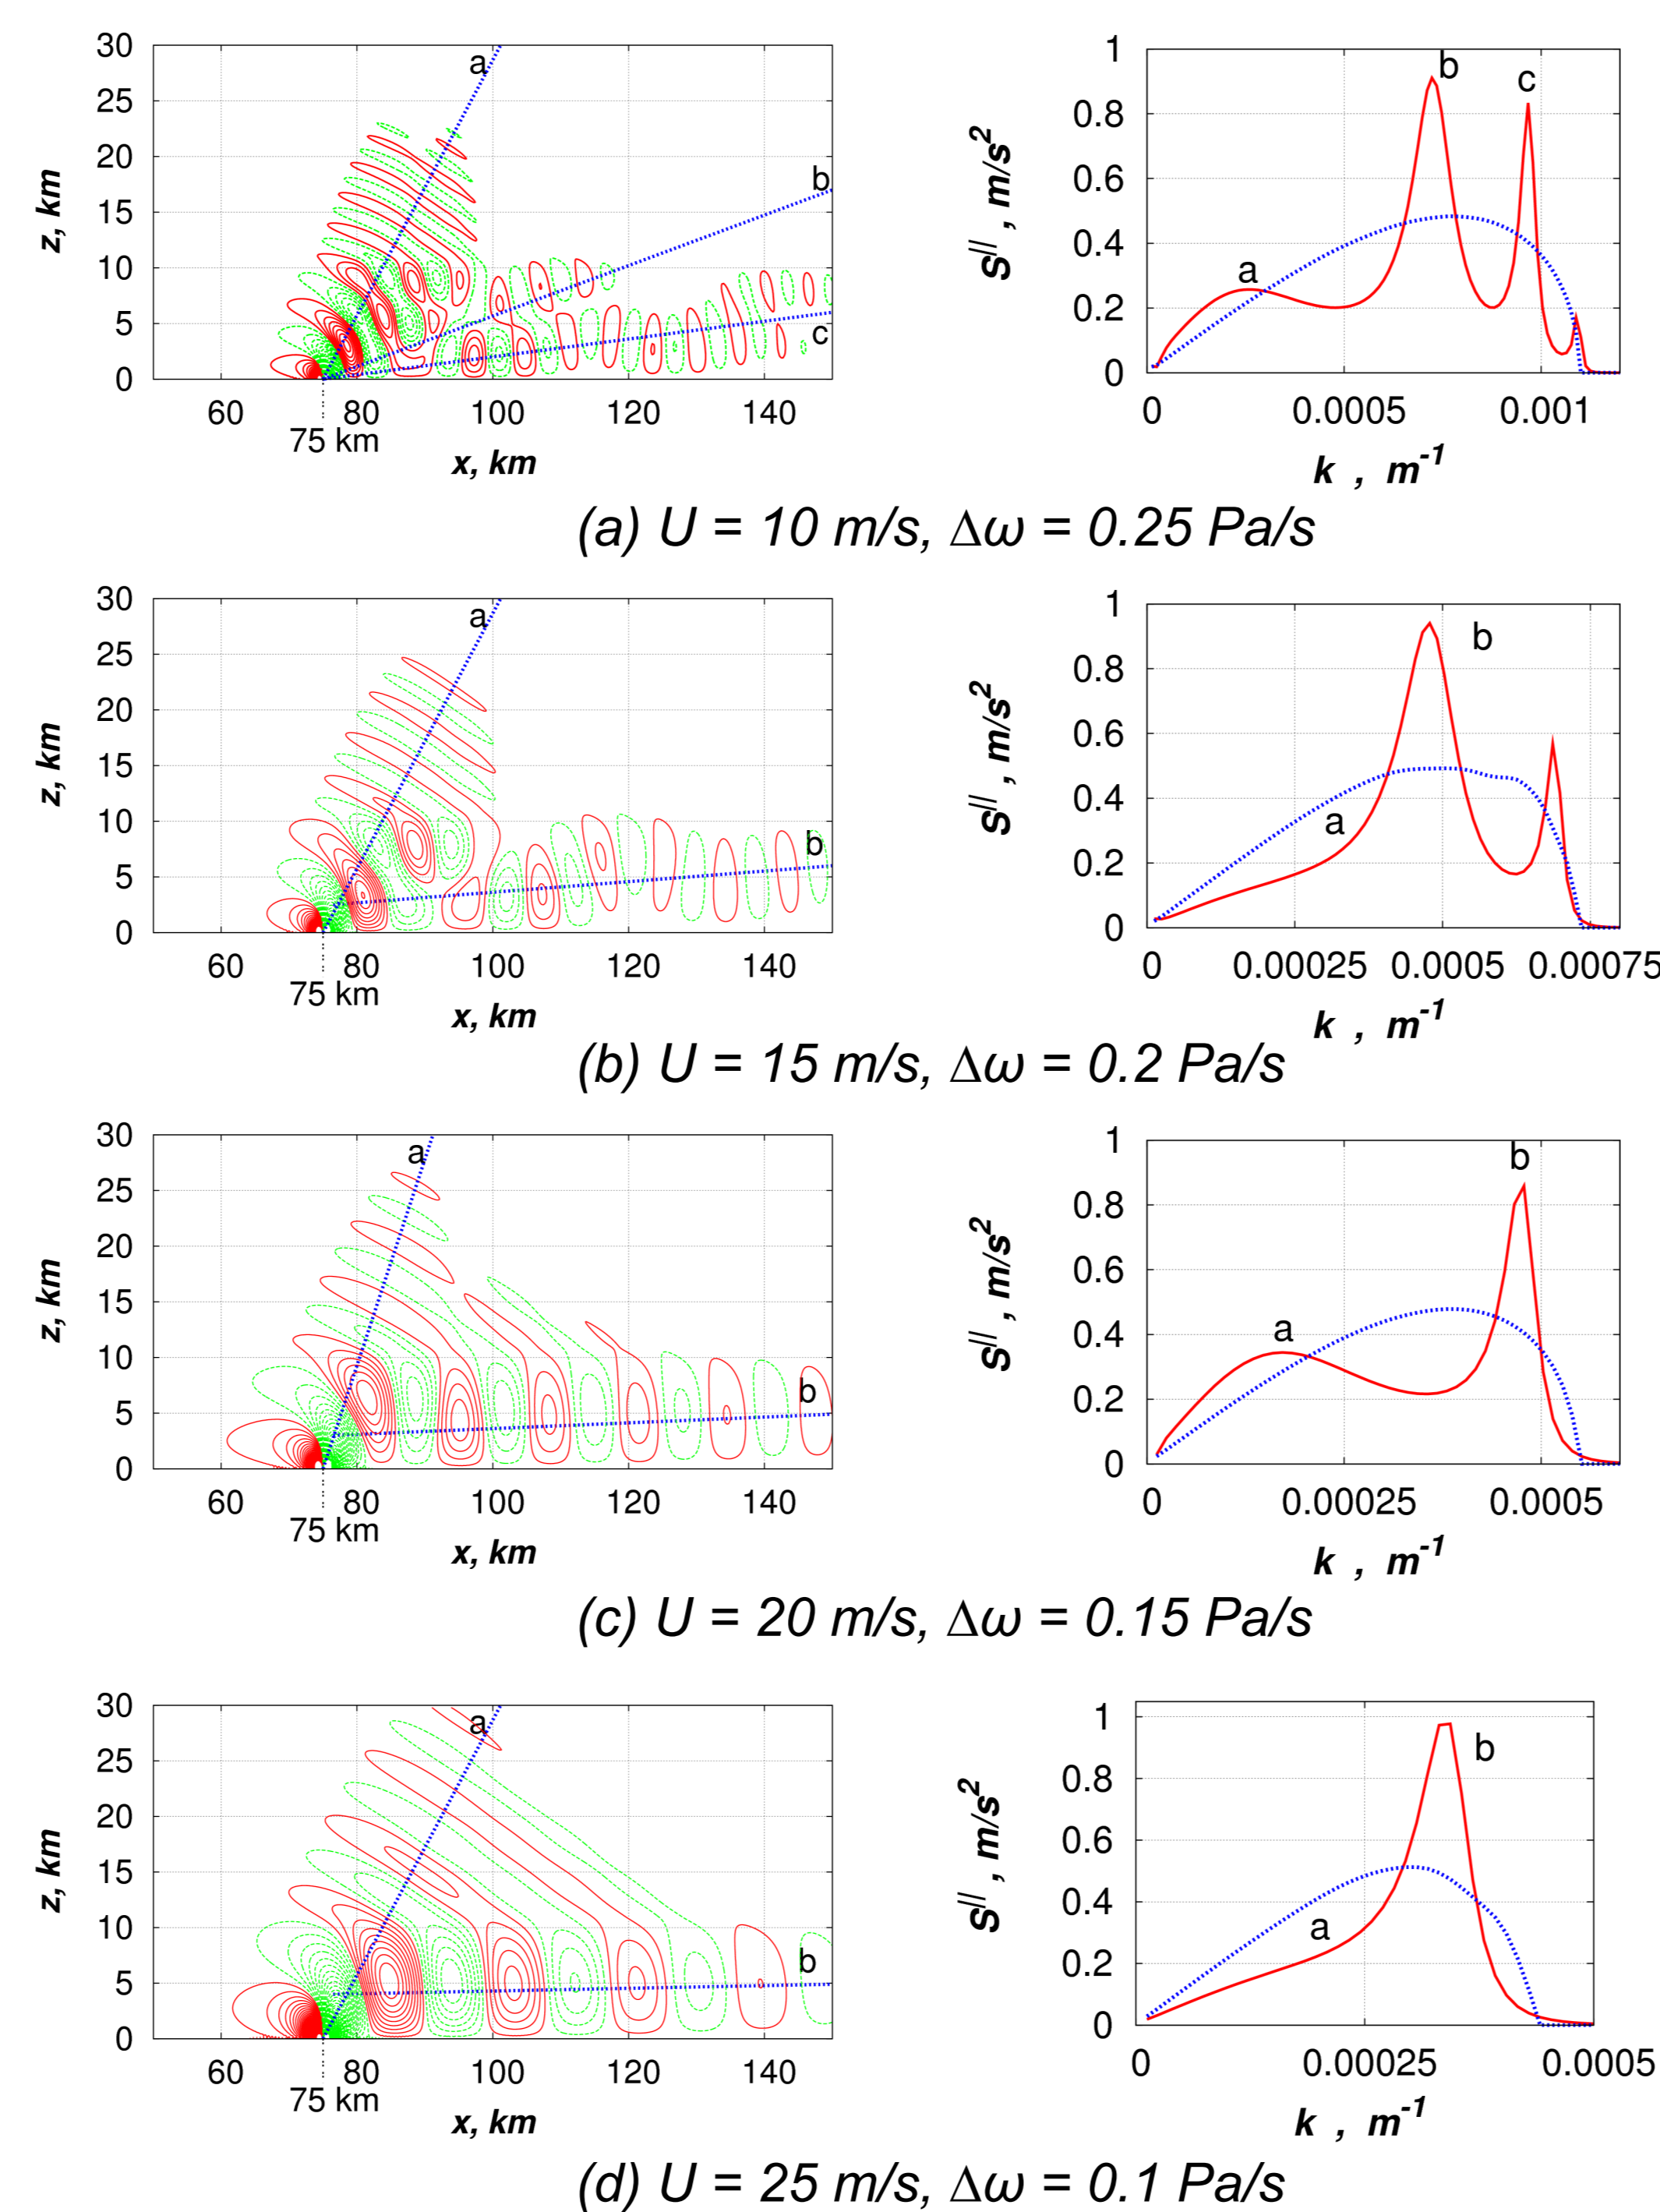 30
25
20
15
10
5
0
z, km
a
b
c
60 80 100 120 140
75 km
x, km
1
0.8
0.6
0.4
0.2
0
S^{//} , m/s^2
a
b
c
0 0.0005 0.001
k , m^{-1}
(a) U = 10 m/s, Δω = 0.25 Pa/s
30
25
20
15
10
5
0
z, km
a
b
60 80 100 120 140
75 km
x, km
1
0.8
0.6
0.4
0.2
0
S^{//} , m/s^2
a
b
0 0.00025 0.0005 0.00075
k , m^{-1}
(b) U = 15 m/s, Δω = 0.2 Pa/s
30
25
20
15
10
5
0
z, km
a
b
60 80 100 120 140
75 km
x, km
1
0.8
0.6
0.4
0.2
0
S^{//} , m/s^2
a
b
0 0.00025 0.0005
k , m^{-1}
(c) U = 20 m/s, Δω = 0.15 Pa/s
30
25
20
15
10
5
0
z, km
a
b
60 80 100 120 140
75 km
x, km
1
0.8
0.6
0.4
0.2
0
S^{//} , m/s^2
a
b
0 0.00025 0.0005
k , m^{-1}
(d) U = 25 m/s, Δω = 0.1 Pa/s